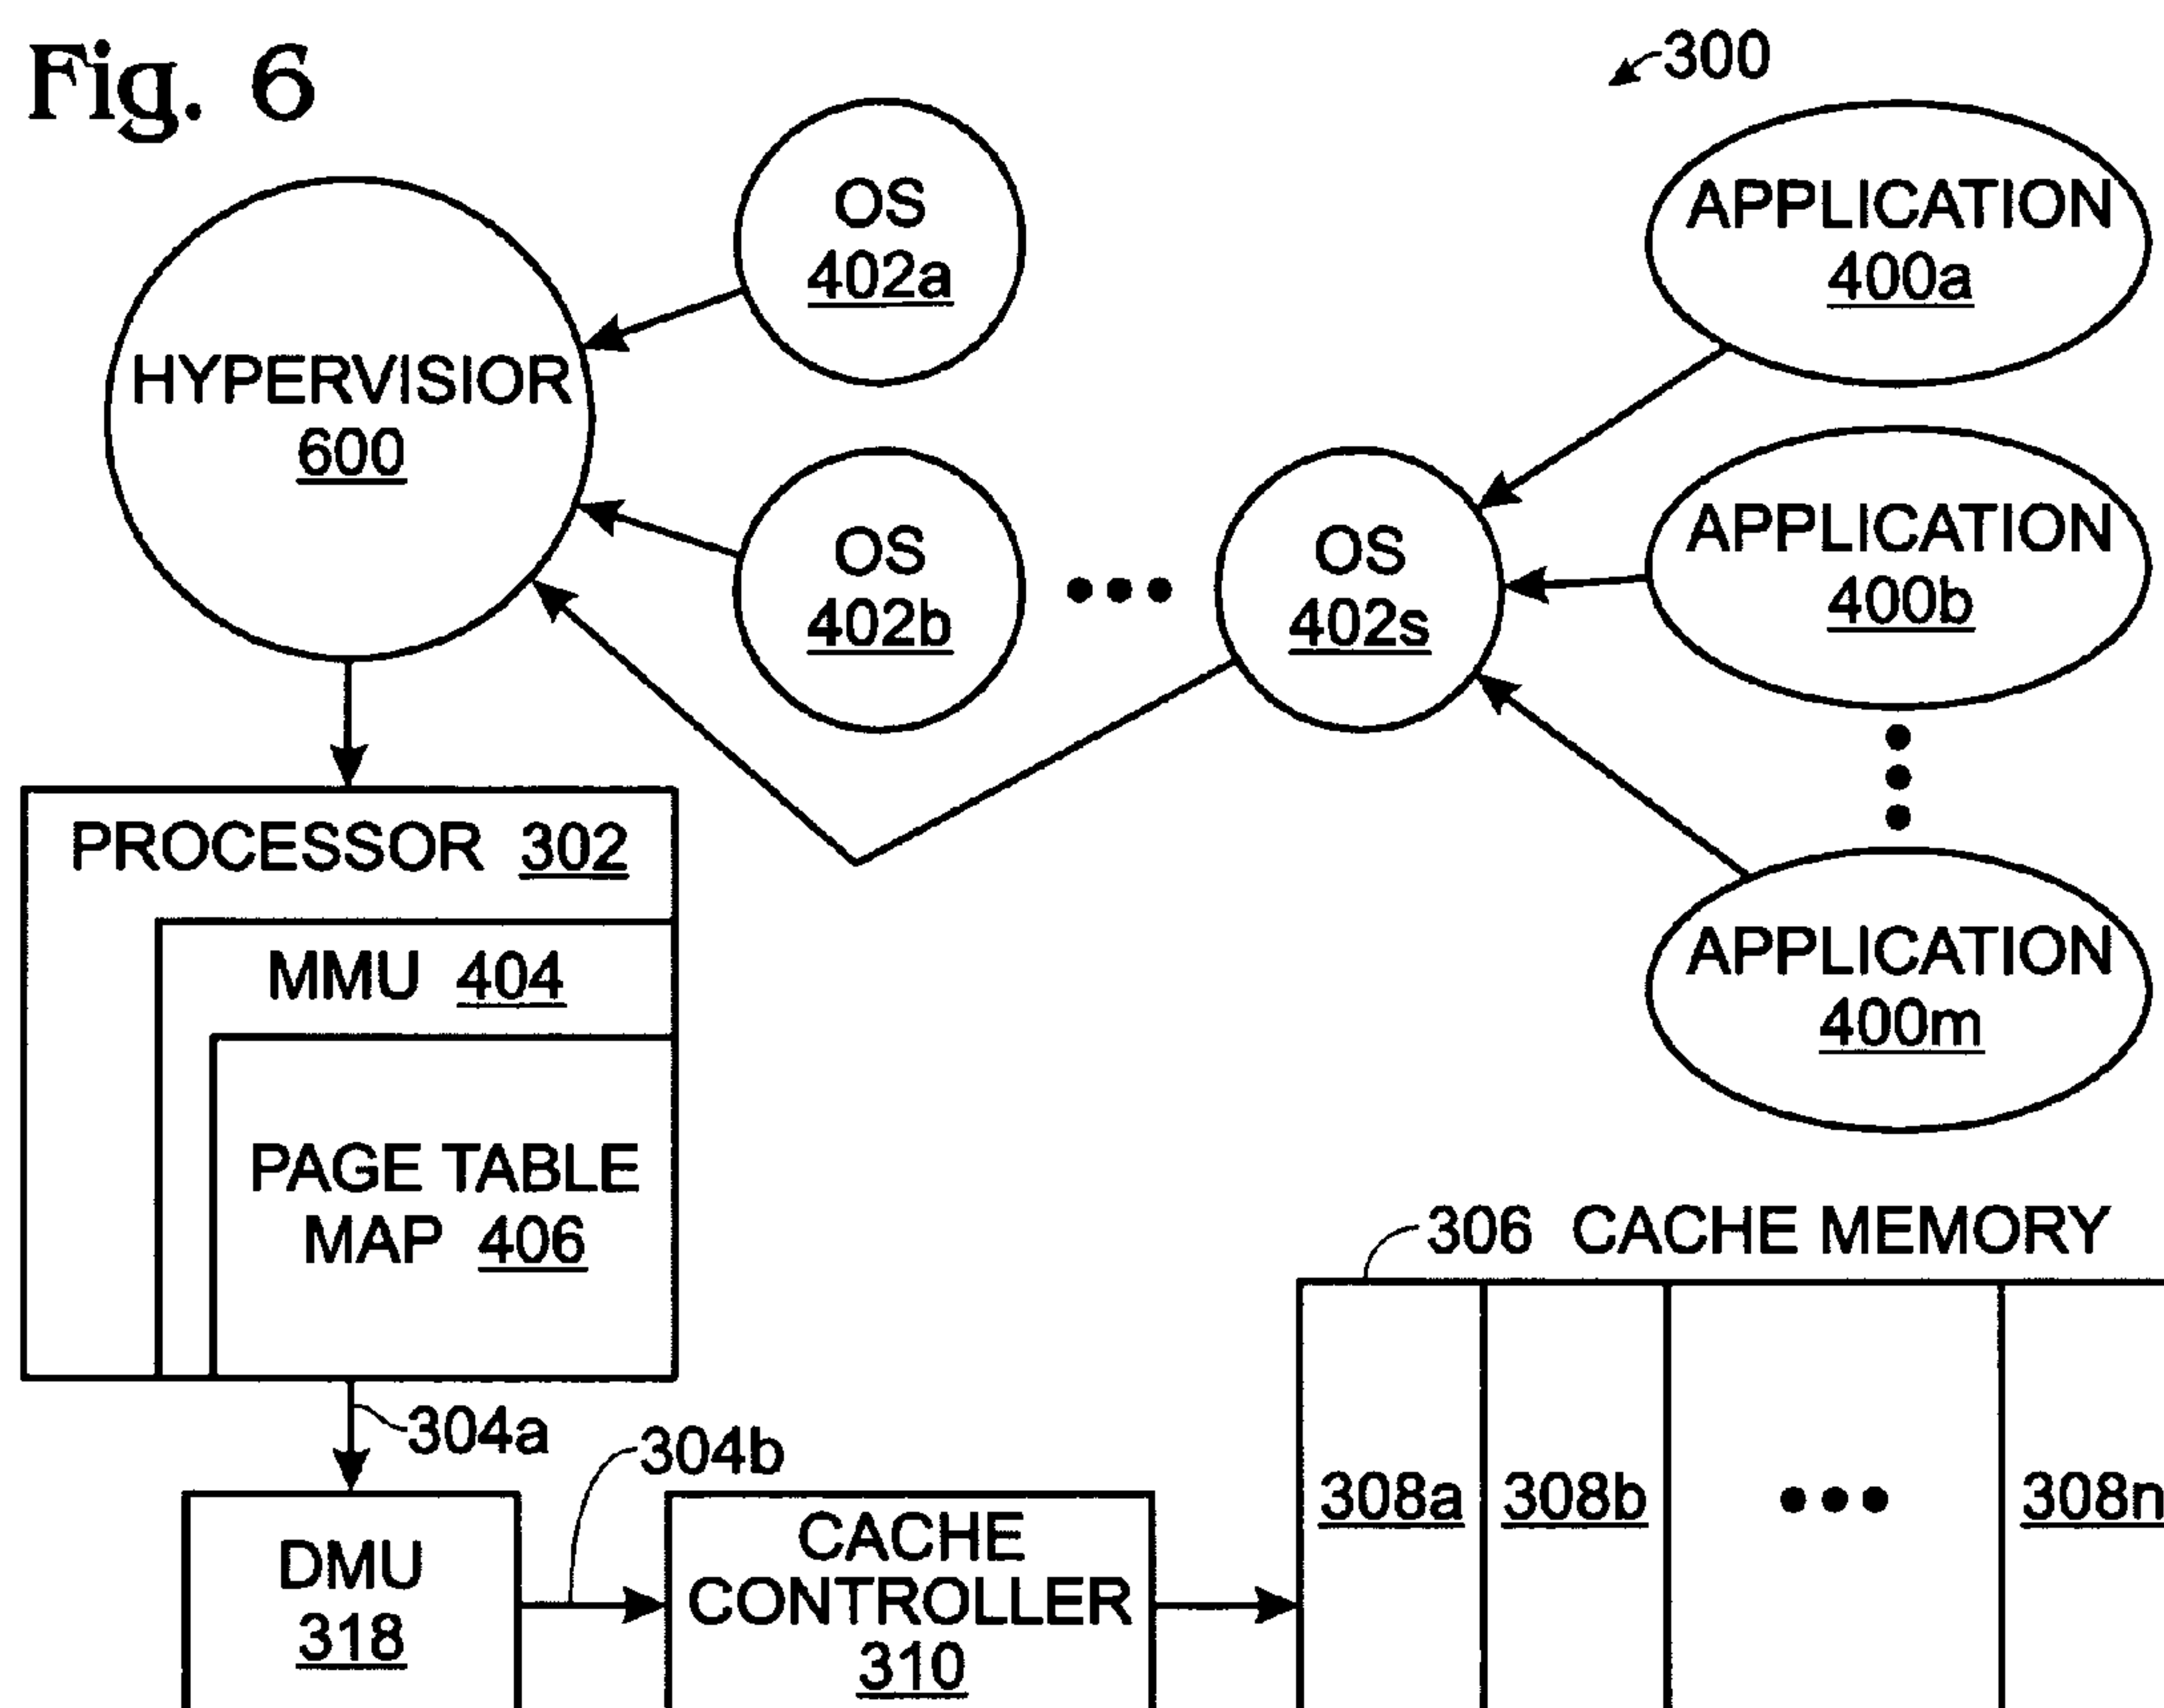 Fig. 6
300
OS
402a
APPLICATION
400a
HYPERVISIOR
600
OS
402b
OS
402s
APPLICATION
400b
PROCESSOR 302
MMU 404
APPLICATION
400m
PAGE TABLE
MAP 406
306 CACHE MEMORY
304a
304b
308a
308b
308n
DMU
318
CACHE
CONTROLLER
310